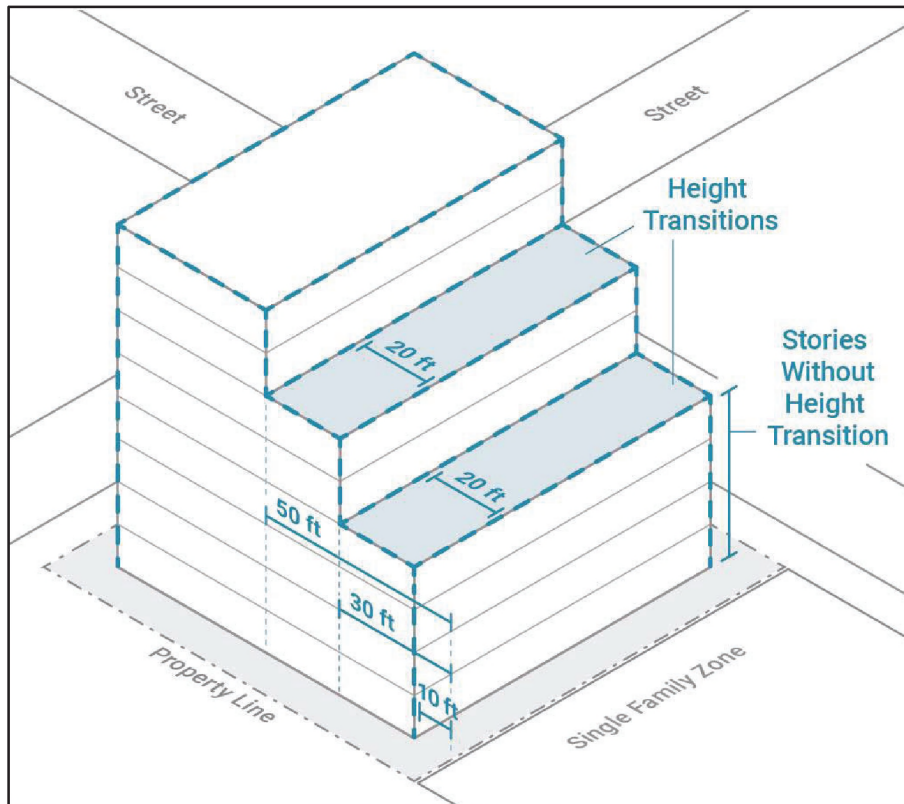 Street
Street
Height
Transitions
Stories
Without
Height
Transition
20 ft
20 ft
50 ft
30 ft
10 ft
Property Line
Single Family Zone